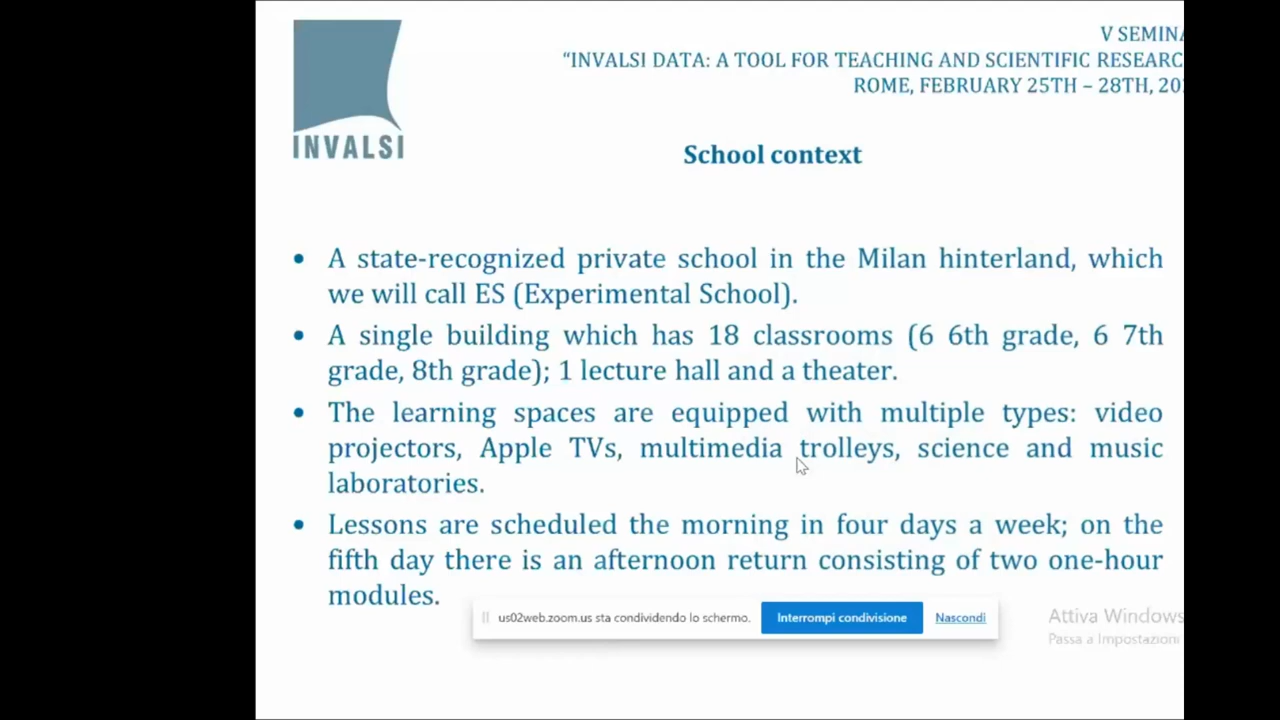 INVALSI
V SEMINA
“INVALSI DATA: A TOOL FOR TEACHING AND SCIENTIFIC RESEARC
ROME, FEBRUARY 25TH – 28TH, 20
School context
• A state-recognized private school in the Milan hinterland, which
we will call ES (Experimental School).
• A single building which has 18 classrooms (6 6th grade, 6 7th
grade, 8th grade); 1 lecture hall and a theater.
• The learning spaces are equipped with multiple types: video
projectors, Apple TVs, multimedia trolleys, science and music
laboratories.
• Lessons are scheduled the morning in four days a week; on the
fifth day there is an afternoon return consisting of two one-hour
modules.
us02web.zoom.us sta condividendo lo schermo. Interrompi condivisione Nascondi
Attiva Windows
Passa a Impostazioni